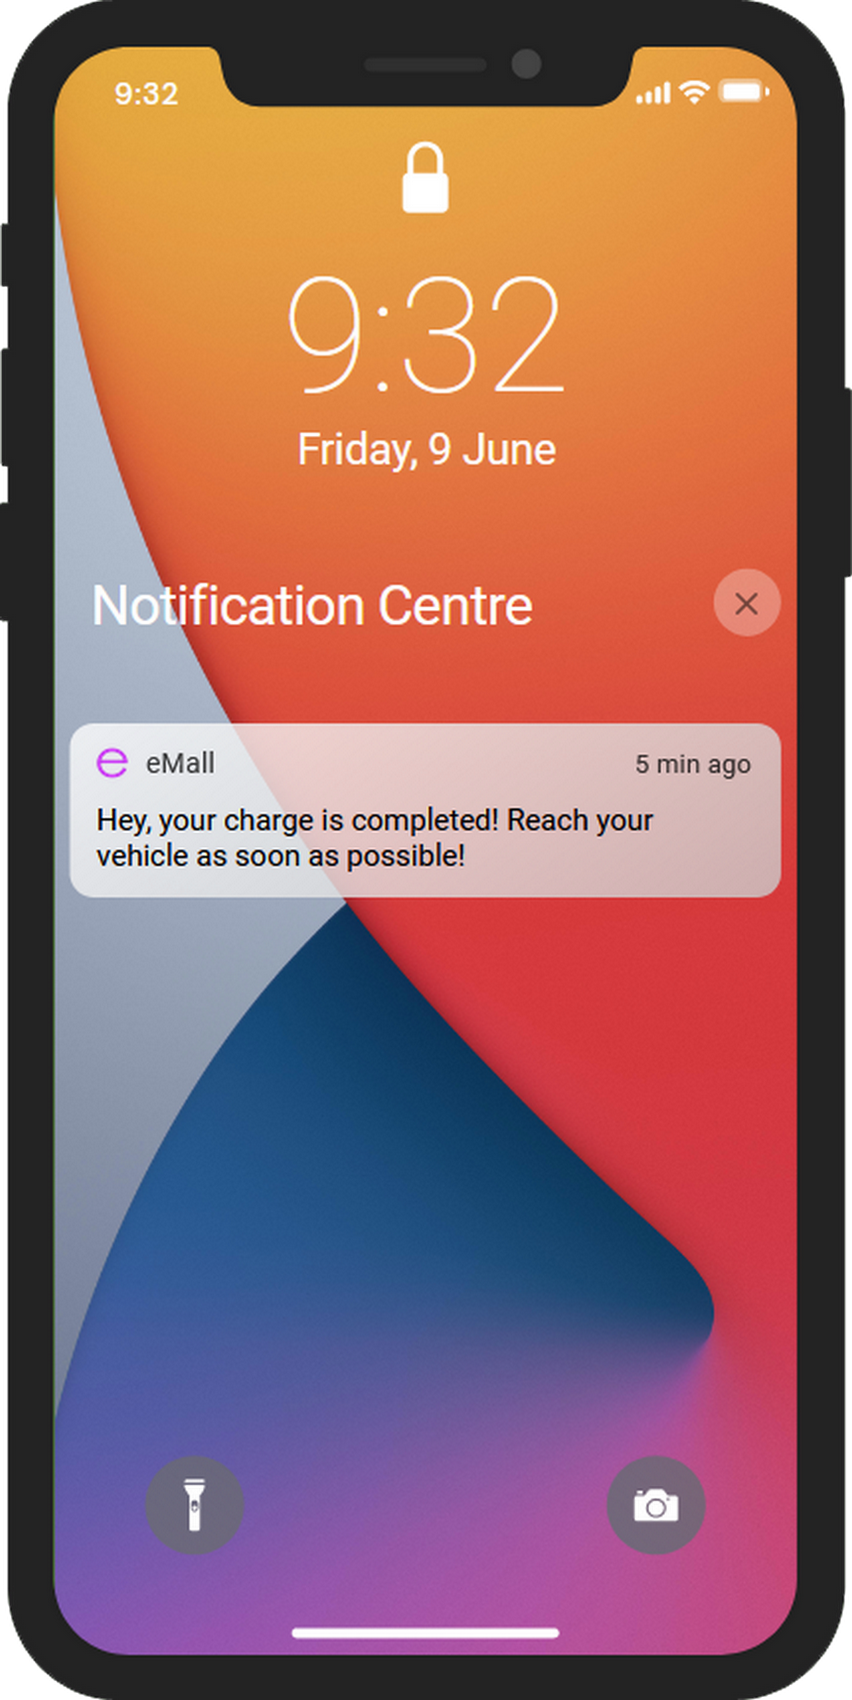 9:32
9:32
Friday, 9 June
Notification Centre
eMall 5 min ago
Hey, your charge is completed! Reach your
vehicle as soon as possible!